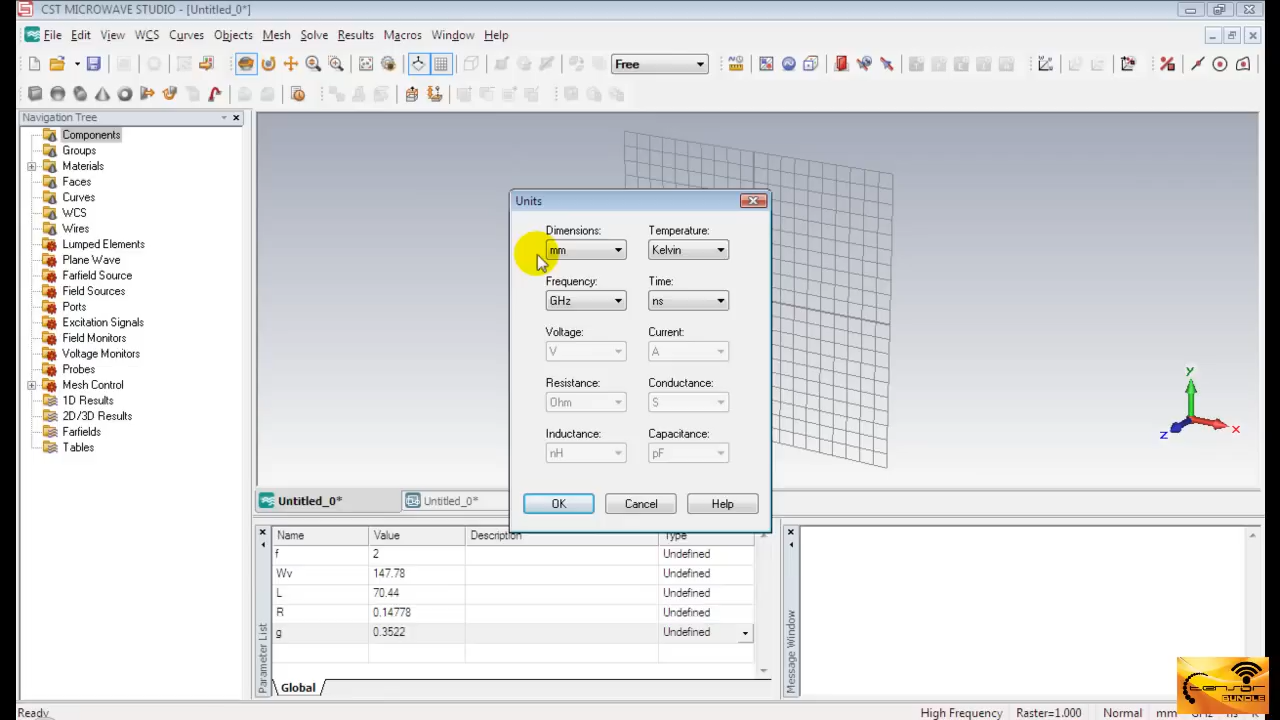 CST MICROWAVE STUDIO - [Untitled_0*]
File Edit View WCS Curves Objects Mesh Solve Results Macros Window Help
Free
Navigation Tree
Components
Groups
Materials
Faces
Curves
WCS
Wires
Lumped Elements
Plane Wave
Farfield Source
Field Sources
Ports
Excitation Signals
Field Monitors
Voltage Monitors
Probes
Mesh Control
1D Results
2D/3D Results
Farfields
Tables
Units
Dimensions: Temperature:
mm Kelvin
Frequency: Time:
GHz ns
Voltage: Current:
V A
Resistance: Conductance:
Ohm S
Inductance: Capacitance:
nH pF
OK Cancel Help
y
x
z
Untitled_0* Untitled_0*
Parameter List
Name Value Description Type
f 2 Undefined
Wv 147.78 Undefined
L 70.44 Undefined
R 0.14778 Undefined
g 0.3522 Undefined
Global
Message Window
BUNDLE
Ready High Frequency Raster=1.000 Normal mm